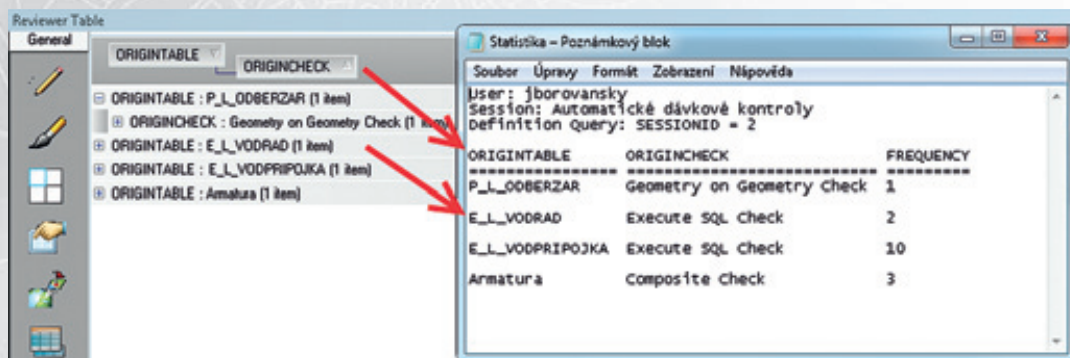 Reviewer Table
General
ORIGINTABLE
ORIGINCHECK
ORIGINTABLE : P_L_ODBERZAR (1 item)
ORIGINCHECK : Geometry on Geometry Check (1 item)
ORIGINTABLE : E_L_VODRAD (1 item)
ORIGINTABLE : E_L_VODPRIPOJKA (1 item)
ORIGINTABLE : Armatura (1 item)
Statistika – Poznámkový blok
Soubor Úpravy Formát Zobrazení Nápověda
User: jborovansky
Session: Automatické dávkové kontroly
Definition Query: SESSIONID = 2
ORIGINTABLE ORIGINCHECK FREQUENCY
================ =========================== =========
P_L_ODBERZAR Geometry on Geometry Check 1
E_L_VODRAD Execute SQL Check 2
E_L_VODPRIPOJKA Execute SQL Check 10
Armatura Composite Check 3